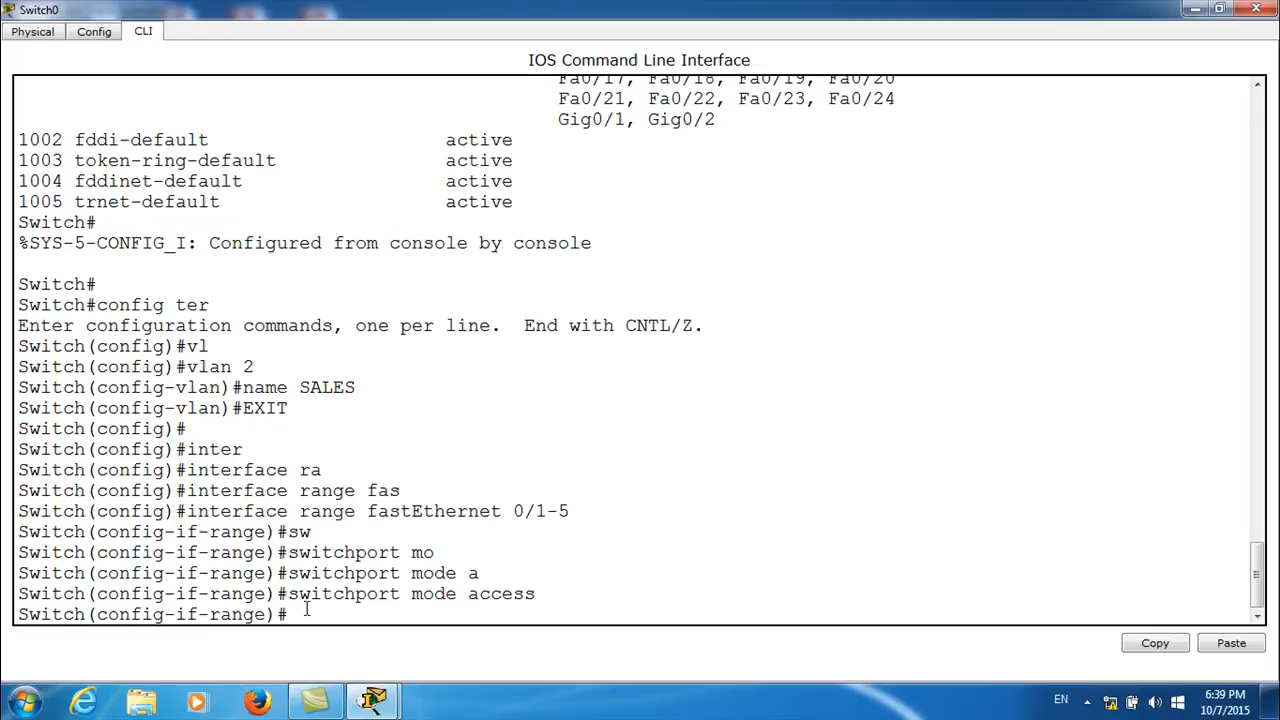 Switch0
Physical Config CLI
IOS Command Line Interface
Fa0/17, Fa0/18, Fa0/19, Fa0/20
Fa0/21, Fa0/22, Fa0/23, Fa0/24
Gig0/1, Gig0/2
1002 fddi-default active
1003 token-ring-default active
1004 fddinet-default active
1005 trnet-default active
Switch#
%SYS-5-CONFIG_I: Configured from console by console
Switch#
Switch#config ter
Enter configuration commands, one per line. End with CNTL/Z.
Switch(config)#vl
Switch(config)#vlan 2
Switch(config-vlan)#name SALES
Switch(config-vlan)#EXIT
Switch(config)#
Switch(config)#inter
Switch(config)#interface ra
Switch(config)#interface range fas
Switch(config)#interface range fastEthernet 0/1-5
Switch(config-if-range)#sw
Switch(config-if-range)#switchport mo
Switch(config-if-range)#switchport mode a
Switch(config-if-range)#switchport mode access
Switch(config-if-range)#
Copy Paste
EN 6:39 PM
10/7/2015